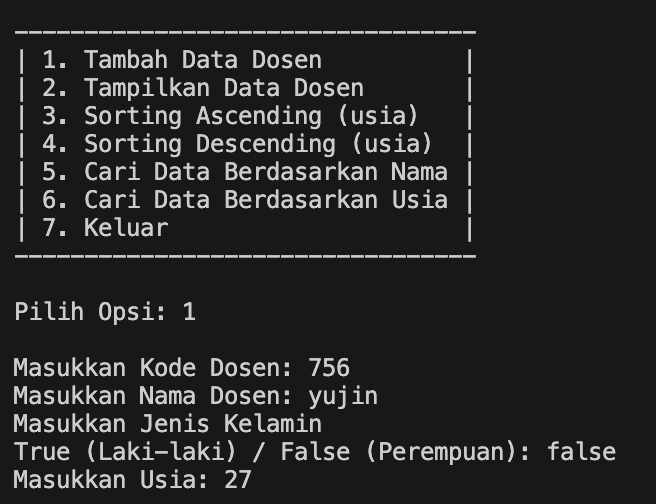 ---------------------------------
| 1. Tambah Data Dosen          |
| 2. Tampilkan Data Dosen       |
| 3. Sorting Ascending (usia)   |
| 4. Sorting Descending (usia)  |
| 5. Cari Data Berdasarkan Nama |
| 6. Cari Data Berdasarkan Usia |
| 7. Keluar                     |
---------------------------------
Pilih Opsi: 1
Masukkan Kode Dosen: 756
Masukkan Nama Dosen: yujin
Masukkan Jenis Kelamin
True (Laki-laki) / False (Perempuan): false
Masukkan Usia: 27